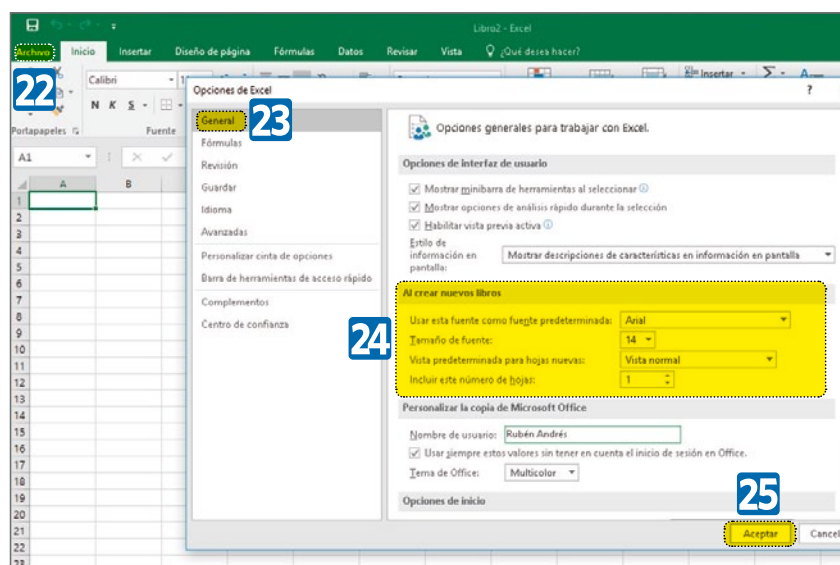 Libro2 - Excel
Archivo Inicio Insertar Diseño de página Fórmulas Datos Revisar Vista ¿Qué desea hacer?
22
Calibri
Insertar
N K S
Portapapeles Fuente
A1
A B
1
2
3
4
5
6
7
8
9
10
11
12
13
14
15
16
17
18
19
20
21
22
23
Opciones de Excel ?
General 23
Fórmulas
Revisión
Guardar
Idioma
Avanzadas
Personalizar cinta de opciones
Barra de herramientas de acceso rápido
Complementos
Centro de confianza
Opciones generales para trabajar con Excel.
Opciones de interfaz de usuario
Mostrar minibarra de herramientas al seleccionar
Mostrar opciones de análisis rápido durante la selección
Habilitar vista previa activa
Estilo de
información en
pantalla:
Mostrar descripciones de características en información en pantalla
24
Al crear nuevos libros
Usar esta fuente como fuente predeterminada: Arial
Tamaño de fuente: 14
Vista predeterminada para hojas nuevas: Vista normal
Incluir este número de hojas: 1
Personalizar la copia de Microsoft Office
Nombre de usuario: Rubén Andrés
Usar siempre estos valores sin tener en cuenta el inicio de sesión en Office.
Tema de Office: Multicolor
Opciones de inicio
25
Aceptar Cancel